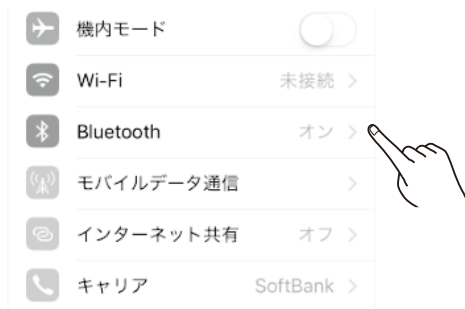 機内モード
Wi-Fi 未接続
Bluetooth オン
モバイルデータ通信
インターネット共有 オフ
キャリア SoftBank